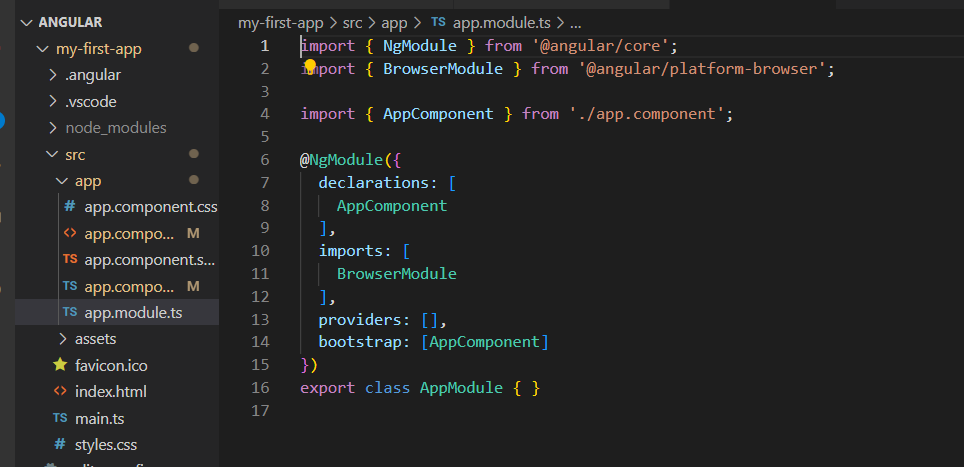 ANGULAR
my-first-app
.angular
.vscode
node_modules
src
app
# app.component.css
<> app.compo... M
TS app.component.s...
TS app.compo... M
TS app.module.ts
assets
favicon.ico
<> index.html
TS main.ts
# styles.css
my-first-app > src > app > TS app.module.ts > ...
1 import { NgModule } from '@angular/core';
2 import { BrowserModule } from '@angular/platform-browser';
3
4 import { AppComponent } from './app.component';
5
6 @NgModule({
7 declarations: [
8 AppComponent
9 ],
10 imports: [
11 BrowserModule
12 ],
13 providers: [],
14 bootstrap: [AppComponent]
15 })
16 export class AppModule { }
17